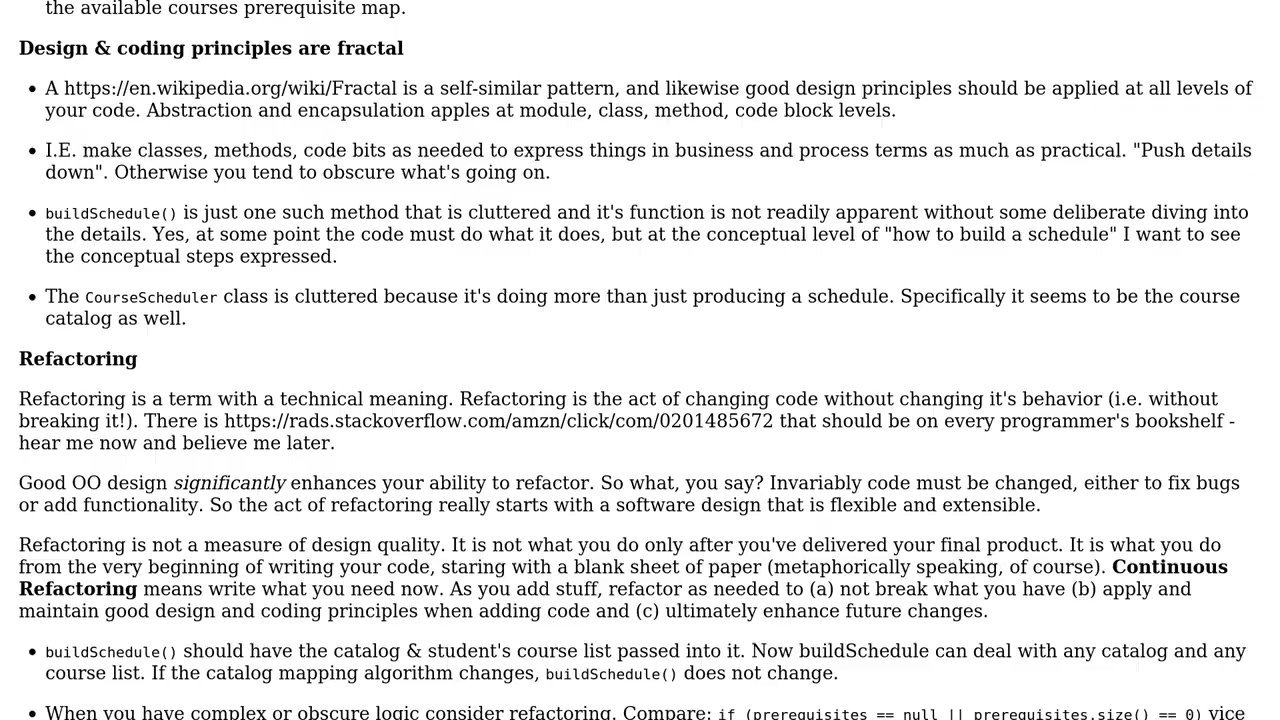 the available courses prerequisite map.
Design & coding principles are fractal
• A https://en.wikipedia.org/wiki/Fractal is a self-similar pattern, and likewise good design principles should be applied at all levels of
your code. Abstraction and encapsulation apples at module, class, method, code block levels.
• I.E. make classes, methods, code bits as needed to express things in business and process terms as much as practical. "Push details
down". Otherwise you tend to obscure what's going on.
• buildSchedule() is just one such method that is cluttered and it's function is not readily apparent without some deliberate diving into
the details. Yes, at some point the code must do what it does, but at the conceptual level of "how to build a schedule" I want to see
the conceptual steps expressed.
• The CourseScheduler class is cluttered because it's doing more than just producing a schedule. Specifically it seems to be the course
catalog as well.
Refactoring
Refactoring is a term with a technical meaning. Refactoring is the act of changing code without changing it's behavior (i.e. without
breaking it!). There is https://rads.stackoverflow.com/amzn/click/com/0201485672 that should be on every programmer's bookshelf -
hear me now and believe me later.
Good OO design significantly enhances your ability to refactor. So what, you say? Invariably code must be changed, either to fix bugs
or add functionality. So the act of refactoring really starts with a software design that is flexible and extensible.
Refactoring is not a measure of design quality. It is not what you do only after you've delivered your final product. It is what you do
from the very beginning of writing your code, staring with a blank sheet of paper (metaphorically speaking, of course). Continuous
Refactoring means write what you need now. As you add stuff, refactor as needed to (a) not break what you have (b) apply and
maintain good design and coding principles when adding code and (c) ultimately enhance future changes.
• buildSchedule() should have the catalog & student's course list passed into it. Now buildSchedule can deal with any catalog and any
course list. If the catalog mapping algorithm changes, buildSchedule() does not change.
• When you have complex or obscure logic consider refactoring. Compare: if (prerequisites == null || prerequisites.size() == 0) vice